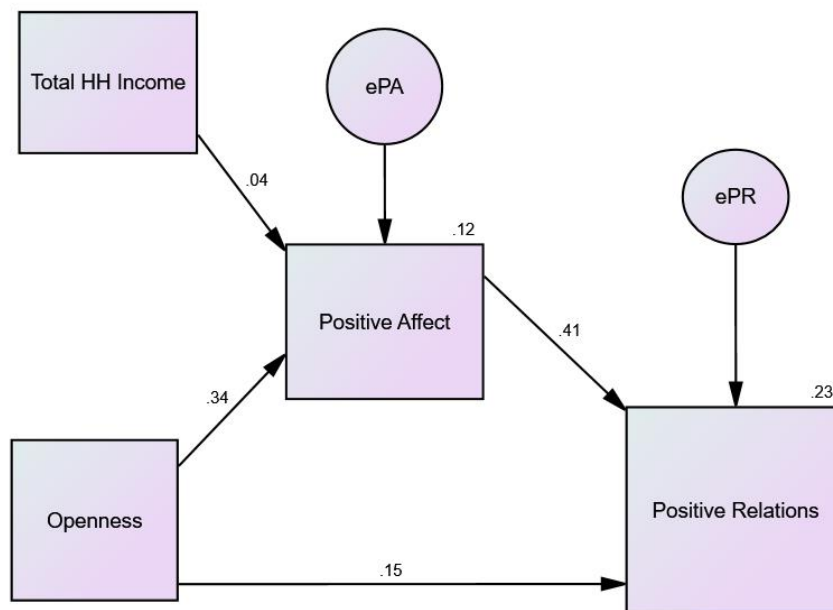 Total HH Income
ePA
.04
ePR
.12
Positive Affect
.41
.34
.23
Openness
Positive Relations
.15